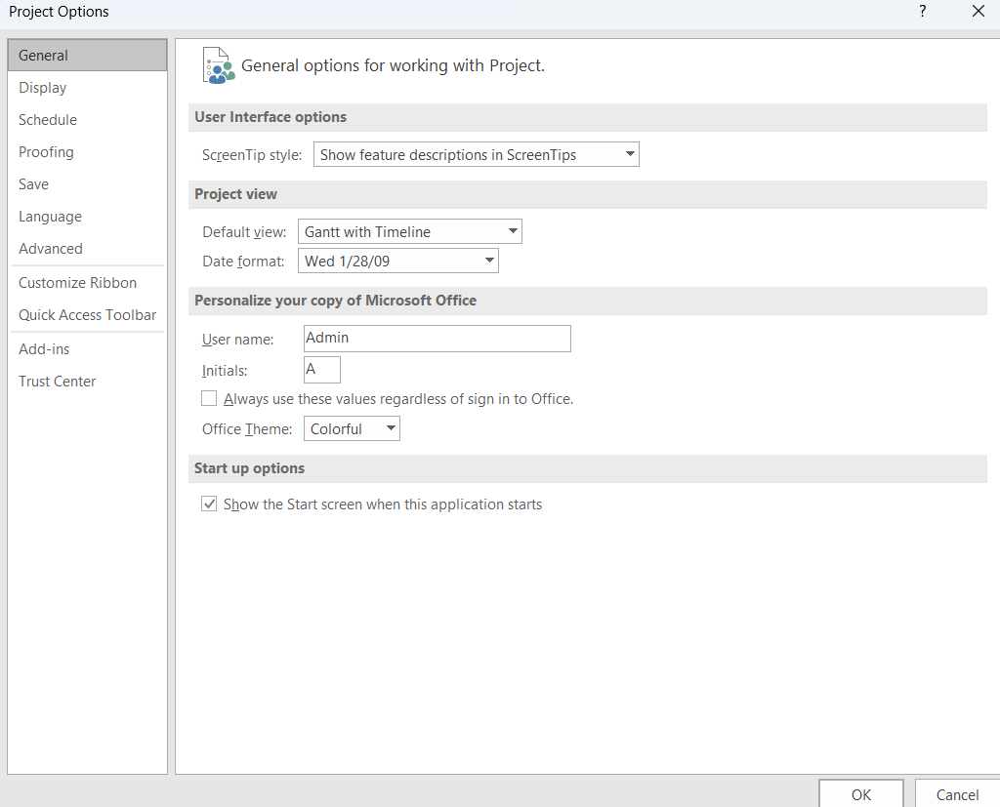 Project Options
?
General
Display
Schedule
Proofing
Save
Language
Advanced
Customize Ribbon
Quick Access Toolbar
Add-ins
Trust Center
General options for working with Project.
User Interface options
ScreenTip style: Show feature descriptions in ScreenTips
Project view
Default view: Gantt with Timeline
Date format: Wed 1/28/09
Personalize your copy of Microsoft Office
User name: Admin
Initials: A
Always use these values regardless of sign in to Office.
Office Theme: Colorful
Start up options
Show the Start screen when this application starts
OK Cancel